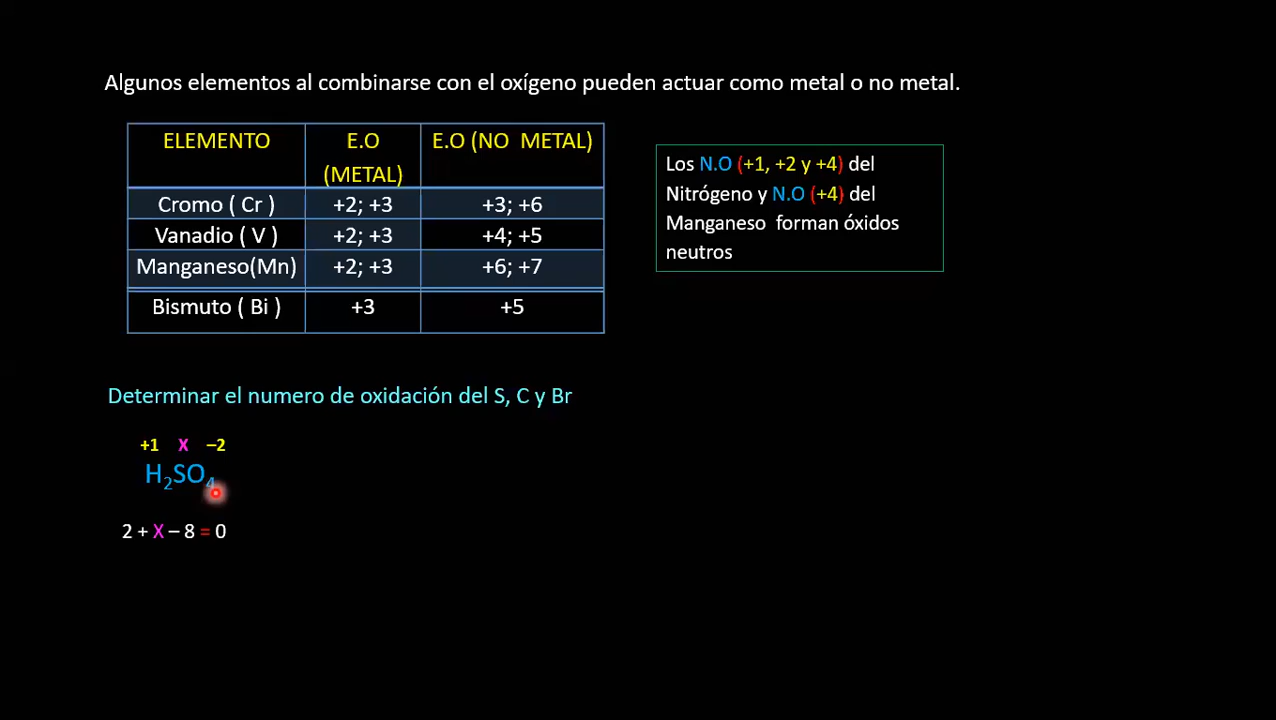 Algunos elementos al combinarse con el oxígeno pueden actuar como metal o no metal.
ELEMENTO E.O (METAL) E.O (NO METAL)
Cromo ( Cr ) +2; +3 +3; +6
Vanadio ( V ) +2; +3 +4; +5
Manganeso(Mn) +2; +3 +6; +7
Bismuto ( Bi ) +3 +5
Los N.O (+1, +2 y +4) del
Nitrógeno y N.O (+4) del
Manganeso forman óxidos
neutros
Determinar el numero de oxidación del S, C y Br
+1 X –2
H₂SO₄
2 + X – 8 = 0